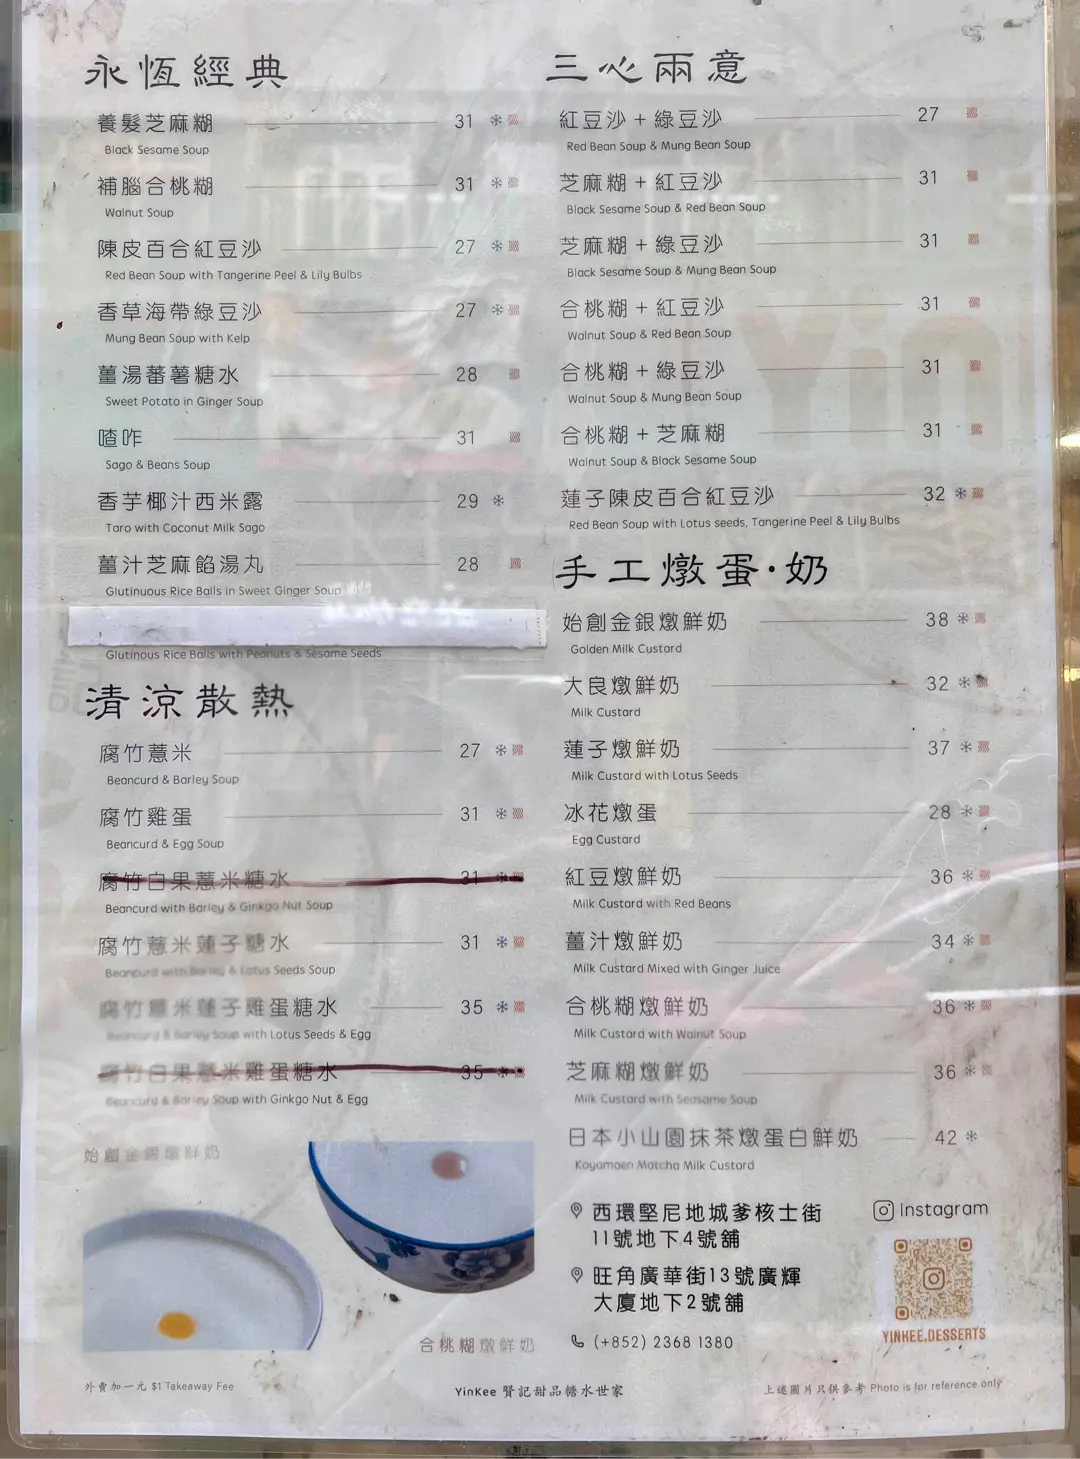 永恆經典
養髮芝麻糊 31
Black Sesame Soup
補腦合桃糊 31
Walnut Soup
陳皮百合紅豆沙 27
Red Bean Soup with Tangerine Peel & Lily Bulbs
香草海帶綠豆沙 27
Mung Bean Soup with Kelp
薑湯蕃薯糖水 28
Sweet Potato in Ginger Soup
喳咋 31
Sago & Beans Soup
香芋椰汁西米露 29
Taro with Coconut Milk Sago
薑汁芝麻餡湯丸 28
Glutinuous Rice Balls in Sweet Ginger Soup
Glutinous Rice Balls with Peanuts & Sesame Seeds
清涼散熱
腐竹薏米 27
Beancurd & Barley Soup
腐竹雞蛋 31
Beancurd & Egg Soup
腐竹白果薏米糖水 31
Beancurd with Barley & Ginkgo Nut Soup
腐竹薏米蓮子糖水 31
Beancurd with Barley & Lotus Seeds Soup
腐竹薏米蓮子雞蛋糖水 35
Beancurd & Barley Soup with Lotus Seeds & Egg
腐竹白果薏米雞蛋糖水 35
Beancurd & Barley Soup with Ginkgo Nut & Egg
始創金銀燉鮮奶
合桃糊燉鮮奶
外賣加一元 $1 Takeaway Fee
三心兩意
紅豆沙 + 綠豆沙 27
Red Bean Soup & Mung Bean Soup
芝麻糊 + 紅豆沙 31
Black Sesame Soup & Red Bean Soup
芝麻糊 + 綠豆沙 31
Black Sesame Soup & Mung Bean Soup
合桃糊 + 紅豆沙 31
Walnut Soup & Red Bean Soup
合桃糊 + 綠豆沙 31
Walnut Soup & Mung Bean Soup
合桃糊 + 芝麻糊 31
Walnut Soup & Black Sesame Soup
蓮子陳皮百合紅豆沙 32
Red Bean Soup with Lotus seeds, Tangerine Peel & Lily Bulbs
手工燉蛋·奶
始創金銀燉鮮奶 38
Golden Milk Custard
大良燉鮮奶 32
Milk Custard
蓮子燉鮮奶 37
Milk Custard with Lotus Seeds
冰花燉蛋 28
Egg Custard
紅豆燉鮮奶 36
Milk Custard with Red Beans
薑汁燉鮮奶 34
Milk Custard Mixed with Ginger Juice
合桃糊燉鮮奶 36
Milk Custard with Walnut Soup
芝麻糊燉鮮奶 36
Milk Custard with Seasame Soup
日本小山園抹茶燉蛋白鮮奶 42
Koyamaen Matcha Milk Custard
西環堅尼地城爹核士街
11號地下4號舖
旺角廣華街13號廣輝
大廈地下2號舖
(+852) 2368 1380
Instagram
YINKEE.DESSERTS
YinKee 賢記甜品糖水世家
上述圖片只供參考 Photo is for reference only